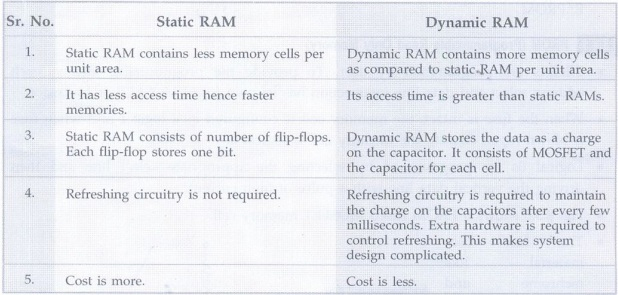 Sr. No. Static RAM Dynamic RAM
1. Static RAM contains less memory cells per
unit area.
Dynamic RAM contains more memory cells
as compared to static RAM per unit area.
2. It has less access time hence faster
memories.
Its access time is greater than static RAMs.
3. Static RAM consists of number of flip-flops.
Each flip-flop stores one bit.
Dynamic RAM stores the data as a charge
on the capacitor. It consists of MOSFET and
the capacitor for each cell.
4. Refreshing circuitry is not required.
Refreshing circuitry is required to maintain
the charge on the capacitors after every few
milliseconds. Extra hardware is required to
control refreshing. This makes system
design complicated.
5. Cost is more.
Cost is less.